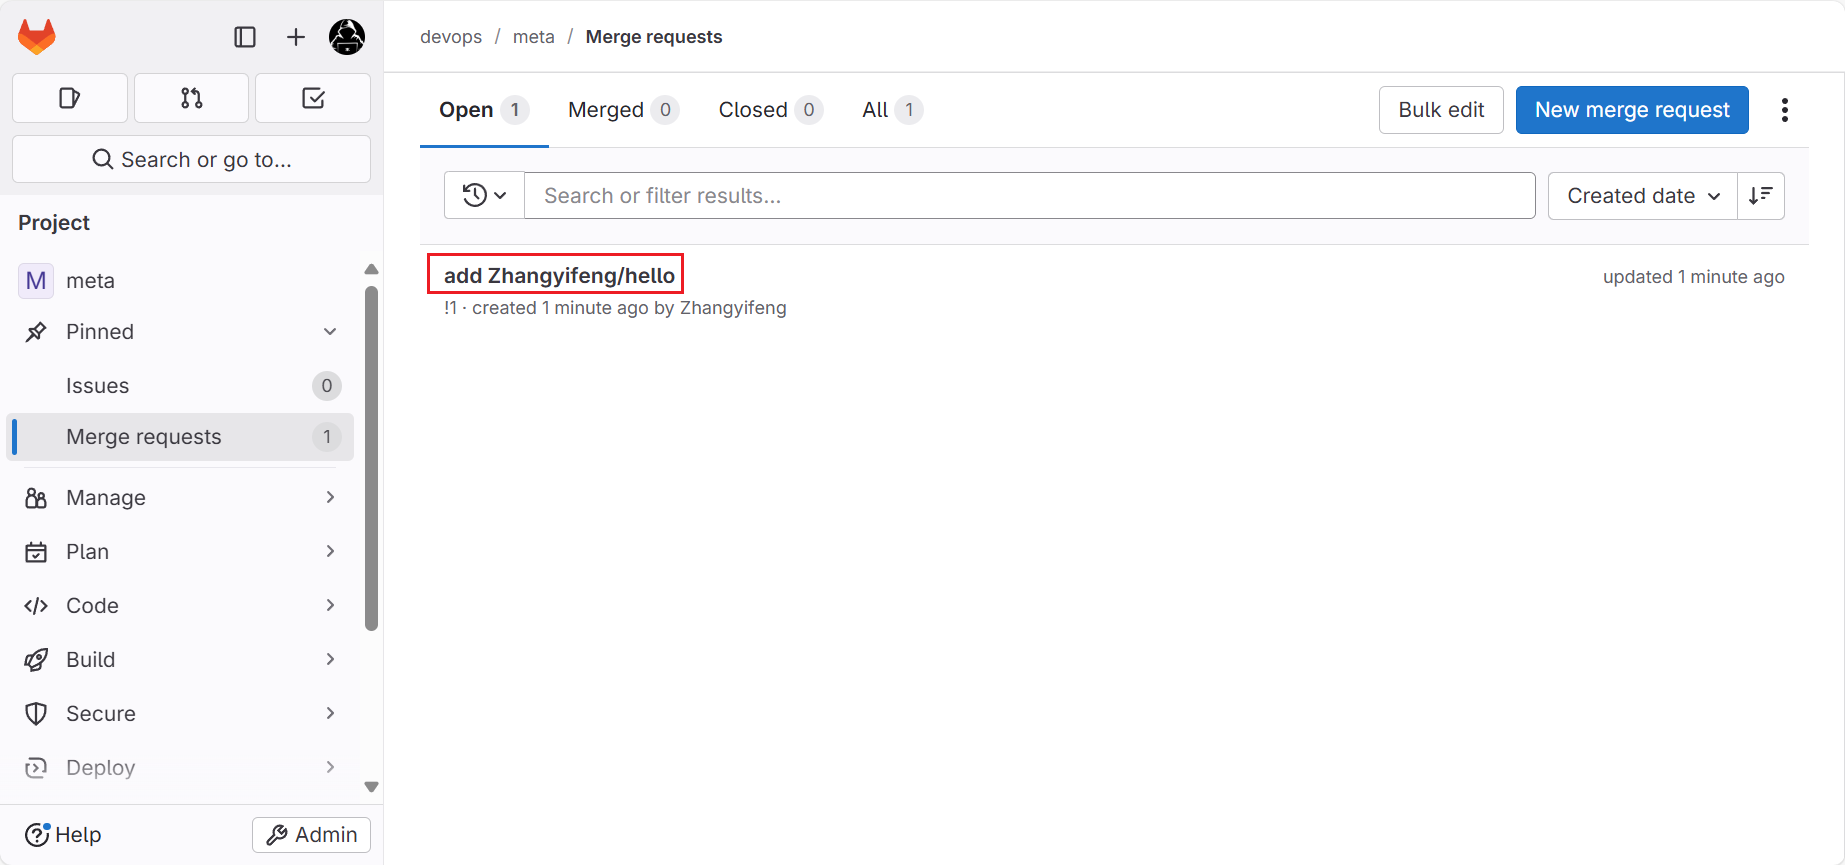 devops / meta / Merge requests
Search or go to...
Project
M meta
Pinned
Issues 0
Merge requests 1
Manage
Plan
Code
Build
Secure
Deploy
Help
Admin
Open 1 Merged 0 Closed 0 All 1
Bulk edit
New merge request
Search or filter results...
Created date
add Zhangyifeng/hello
updated 1 minute ago
!1 · created 1 minute ago by Zhangyifeng